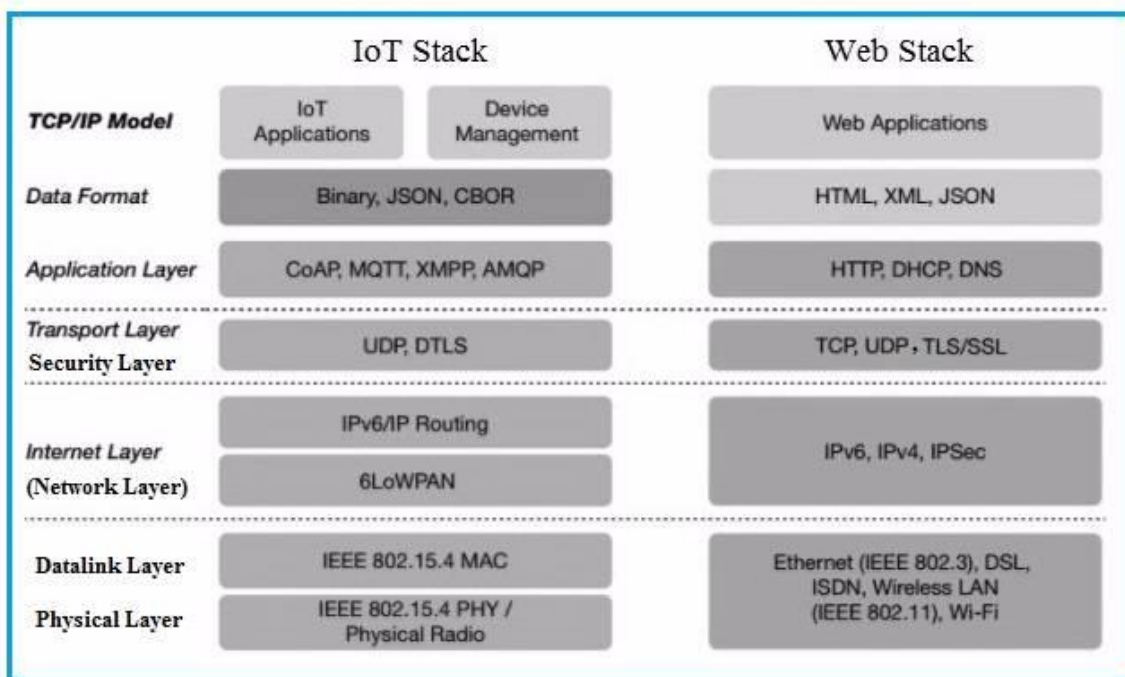 IoT Stack Web Stack
TCP/IP Model
IoT
Applications
Device
Management
Web Applications
Data Format
Binary, JSON, CBOR
HTML, XML, JSON
Application Layer
CoAP, MQTT, XMPP, AMQP
HTTP, DHCP, DNS
Transport Layer
Security Layer
UDP, DTLS
TCP, UDP，TLS/SSL
Internet Layer
(Network Layer)
IPv6/IP Routing
6LoWPAN
IPv6, IPv4, IPSec
Datalink Layer
IEEE 802.15.4 MAC
Physical Layer
IEEE 802.15.4 PHY /
Physical Radio
Ethernet (IEEE 802.3), DSL,
ISDN, Wireless LAN
(IEEE 802.11), Wi-Fi